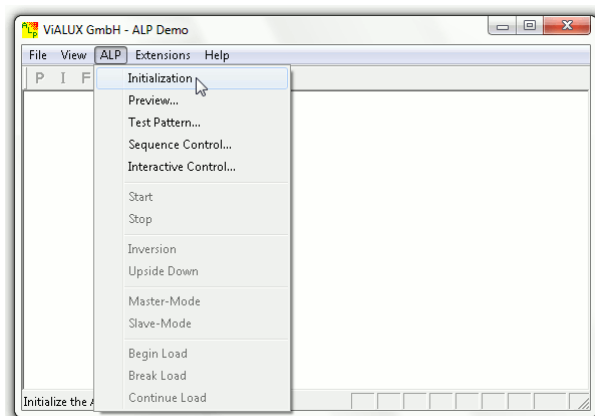 ViALUX GmbH - ALP Demo
File View ALP Extensions Help
P I F
Initialization
Preview...
Test Pattern...
Sequence Control...
Interactive Control...
Start
Stop
Inversion
Upside Down
Master-Mode
Slave-Mode
Begin Load
Break Load
Continue Load
Initialize the